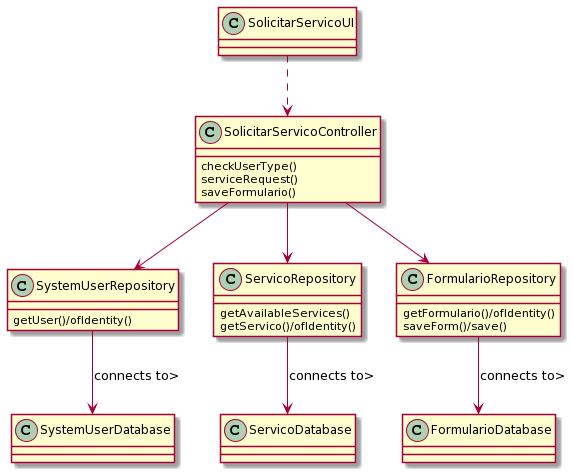 C SolicitarServicoUI
C SolicitarServicoController
checkUserType()
serviceRequest()
saveFormulario()
C SystemUserRepository
getUser()/ofIdentity()
C ServicoRepository
getAvailableServices()
getServico()/ofIdentity()
C FormularioRepository
getFormulario()/ofIdentity()
saveForm()/save()
connects to>
connects to>
connects to>
C SystemUserDatabase
C ServicoDatabase
C FormularioDatabase